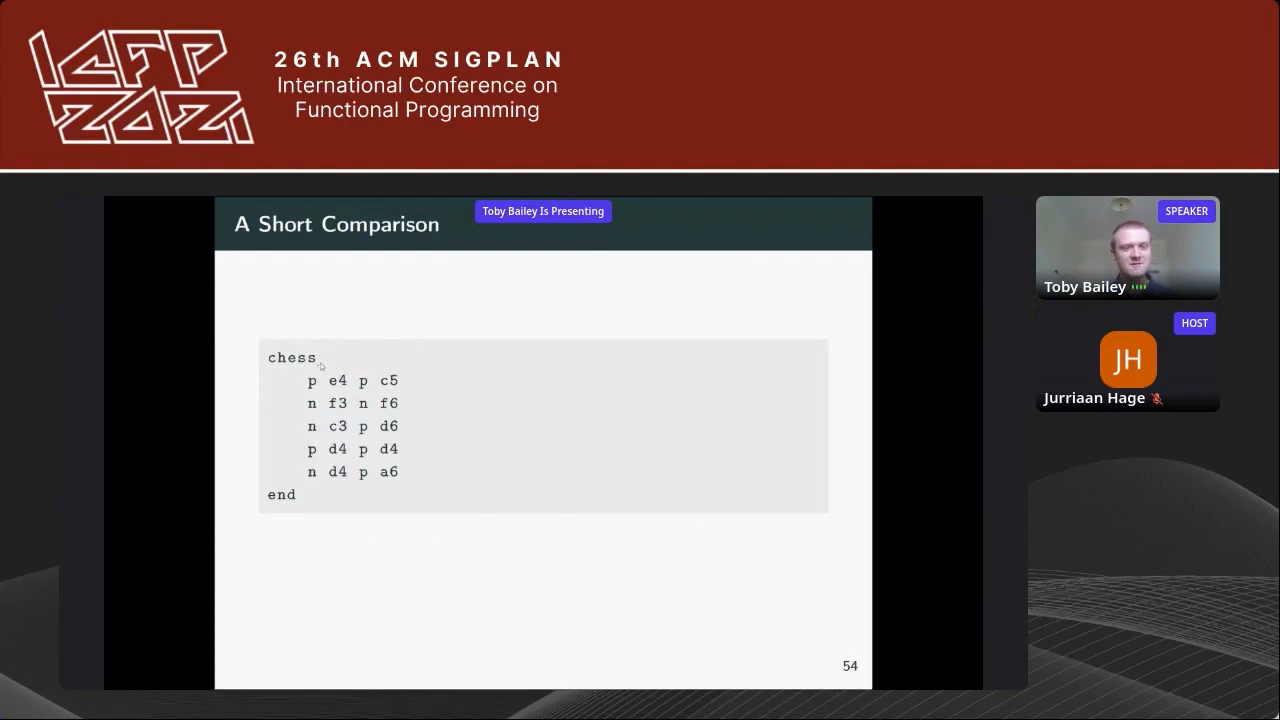 ICFP
2021
26th ACM SIGPLAN
International Conference on
Functional Programming
A Short Comparison
Toby Bailey Is Presenting
chess
p e4 p c5
n f3 n f6
n c3 p d6
p d4 p d4
n d4 p a6
end
54
SPEAKER
Toby Bailey
HOST
JH
Jurriaan Hage